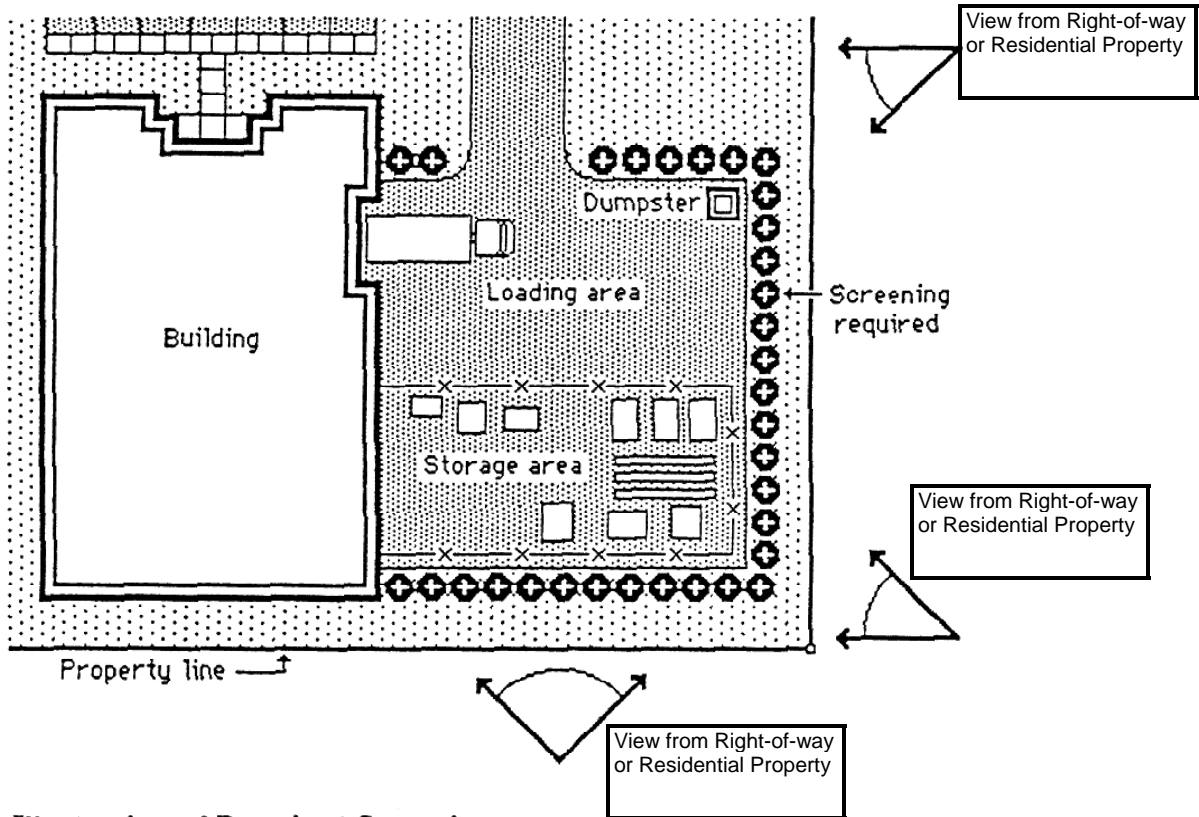 View from Right-of-way
or Residential Property
Dumpster
Loading area
Screening
required
Building
Storage area
View from Right-of-way
or Residential Property
Property line
View from Right-of-way
or Residential Property